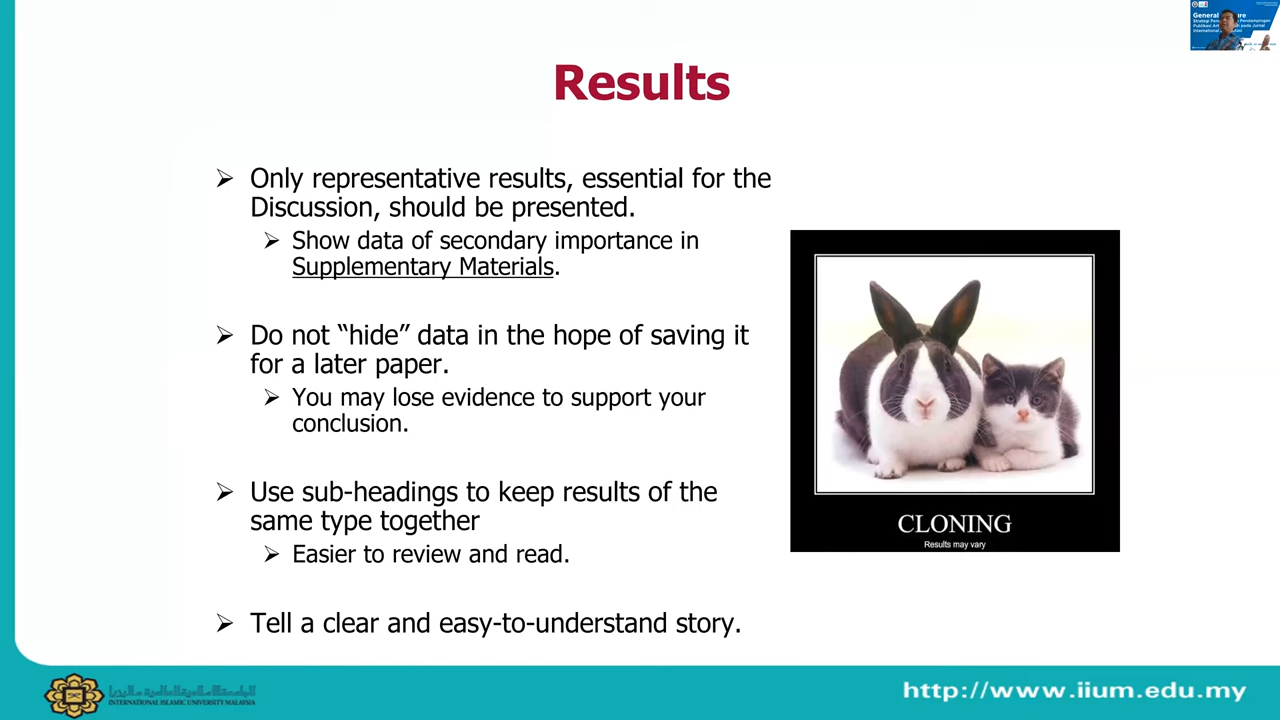 General
Results
➢ Only representative results, essential for the
Discussion, should be presented.
➢ Show data of secondary importance in
Supplementary Materials.
➢ Do not “hide” data in the hope of saving it
for a later paper.
➢ You may lose evidence to support your
conclusion.
➢ Use sub-headings to keep results of the
same type together
➢ Easier to review and read.
➢ Tell a clear and easy-to-understand story.
CLONING
Results may vary
INTERNATIONAL ISLAMIC UNIVERSITY MALAYSIA
http://www.iium.edu.my